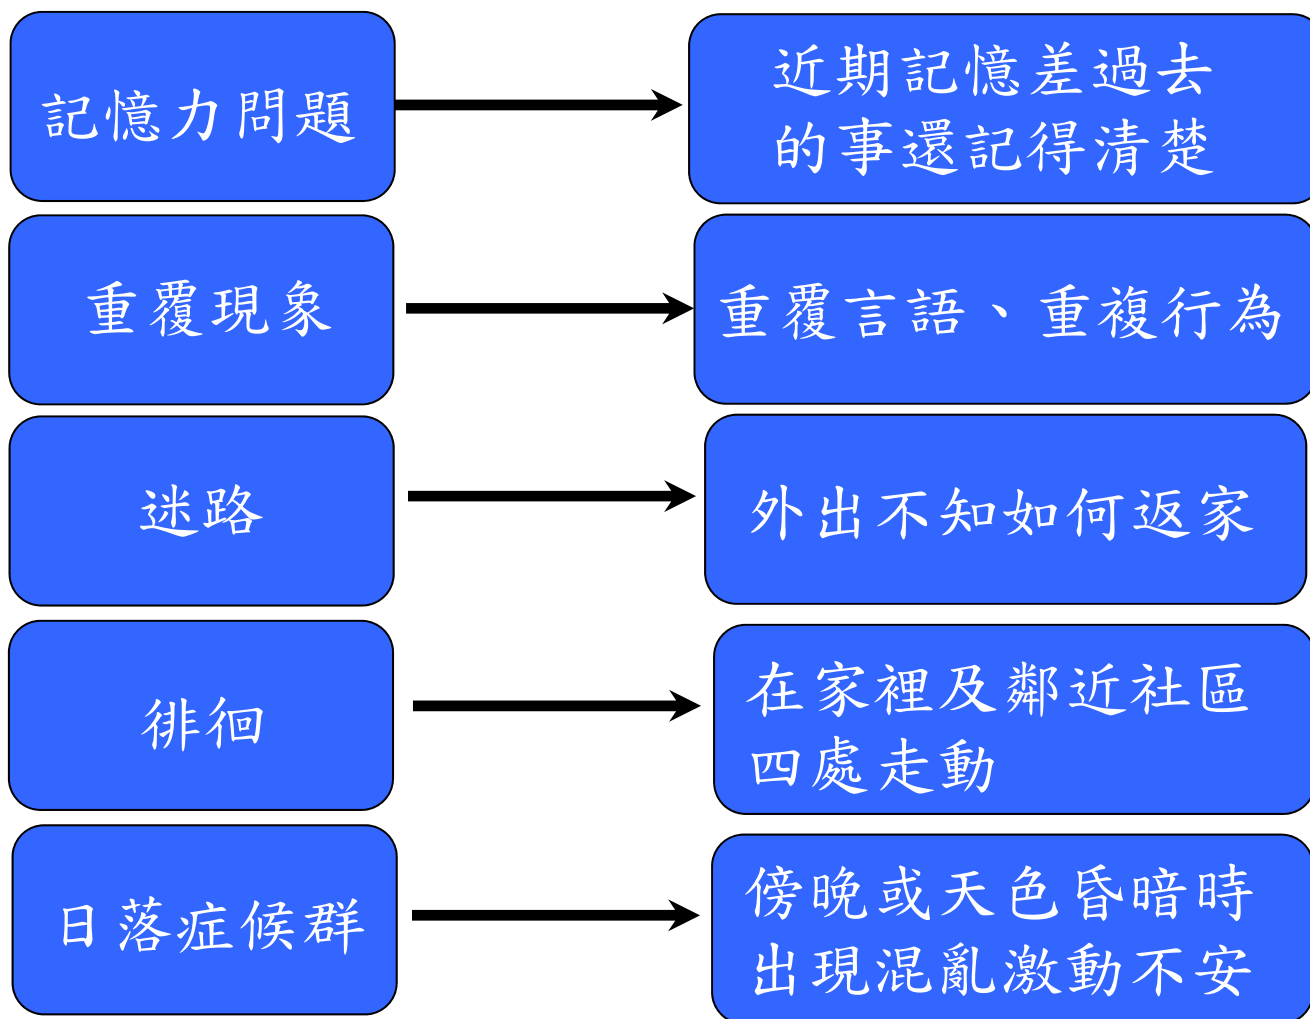 記憶力問題
近期記憶差過去
的事還記得清楚
重覆現象
重覆言語、重複行為
迷路
外出不知如何返家
徘徊
在家裡及鄰近社區
四處走動
日落症候群
傍晚或天色昏暗時
出現混亂激動不安